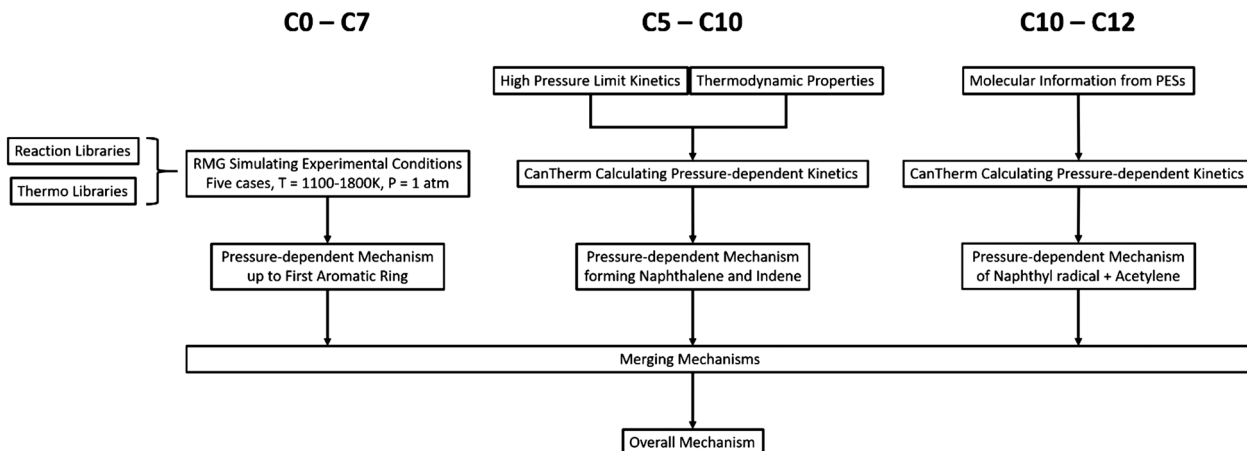 C0 – C7
C5 – C10
C10 – C12
High Pressure Limit Kinetics
Thermodynamic Properties
Molecular Information from PESs
Reaction Libraries
Thermo Libraries
RMG Simulating Experimental Conditions
Five cases, T = 1100-1800K, P = 1 atm
CanTherm Calculating Pressure-dependent Kinetics
CanTherm Calculating Pressure-dependent Kinetics
Pressure-dependent Mechanism
up to First Aromatic Ring
Pressure-dependent Mechanism
forming Naphthalene and Indene
Pressure-dependent Mechanism
of Naphthyl radical + Acetylene
Merging Mechanisms
Overall Mechanism